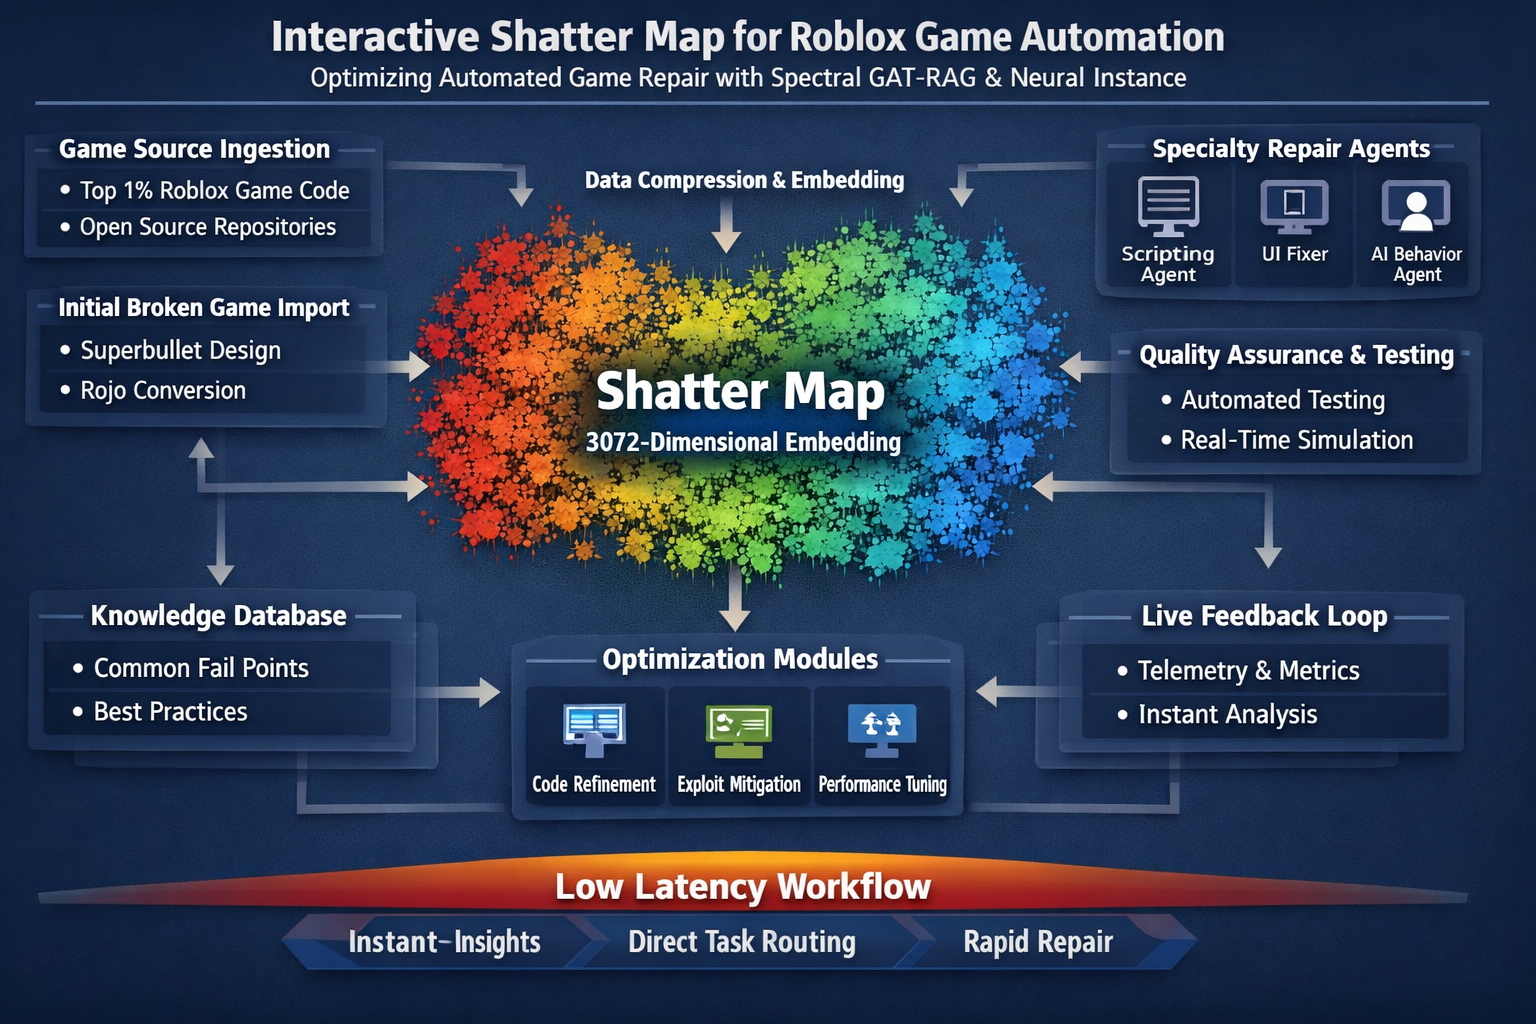 Interactive Shatter Map for Roblox Game Automation
Optimizing Automated Game Repair with Spectral GAT-RAG & Neural Instance
Game Source Ingestion
• Top 1% Roblox Game Code
• Open Source Repositories
Data Compression & Embedding
Specialty Repair Agents
Scripting
Agent
UI Fixer
AI Behavior
Agent
Initial Broken Game Import
• Superbullet Design
• Rojo Conversion
Shatter Map
3072-Dimensional Embedding
Quality Assurance & Testing
• Automated Testing
• Real-Time Simulation
Knowledge Database
• Common Fail Points
• Best Practices
Optimization Modules
Code Refinement
Exploit Mitigation
Performance Tuning
Live Feedback Loop
• Telemetry & Metrics
• Instant Analysis
Low Latency Workflow
Instant-Insights
Direct Task Routing
Rapid Repair